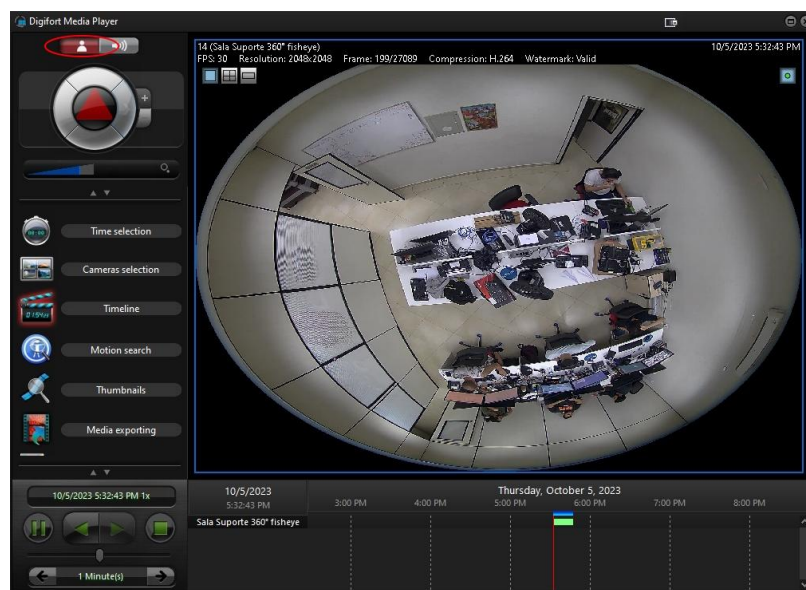 Digifort Media Player
14 (Sala Suporte 360° fisheye)
10/5/2023 5:32:43 PM
FPS: 30 Resolution: 2048x2048 Frame: 199/27089 Compression: H.264 Watermark: Valid
Time selection
Cameras selection
Timeline
Motion search
Thumbnails
Media exporting
10/5/2023 5:32:43 PM 1x
1 Minute(s)
10/5/2023
5:32:43 PM
Thursday, October 5, 2023
3:00 PM 4:00 PM 5:00 PM 6:00 PM 7:00 PM 8:00 PM
Sala Suporte 360° fisheye